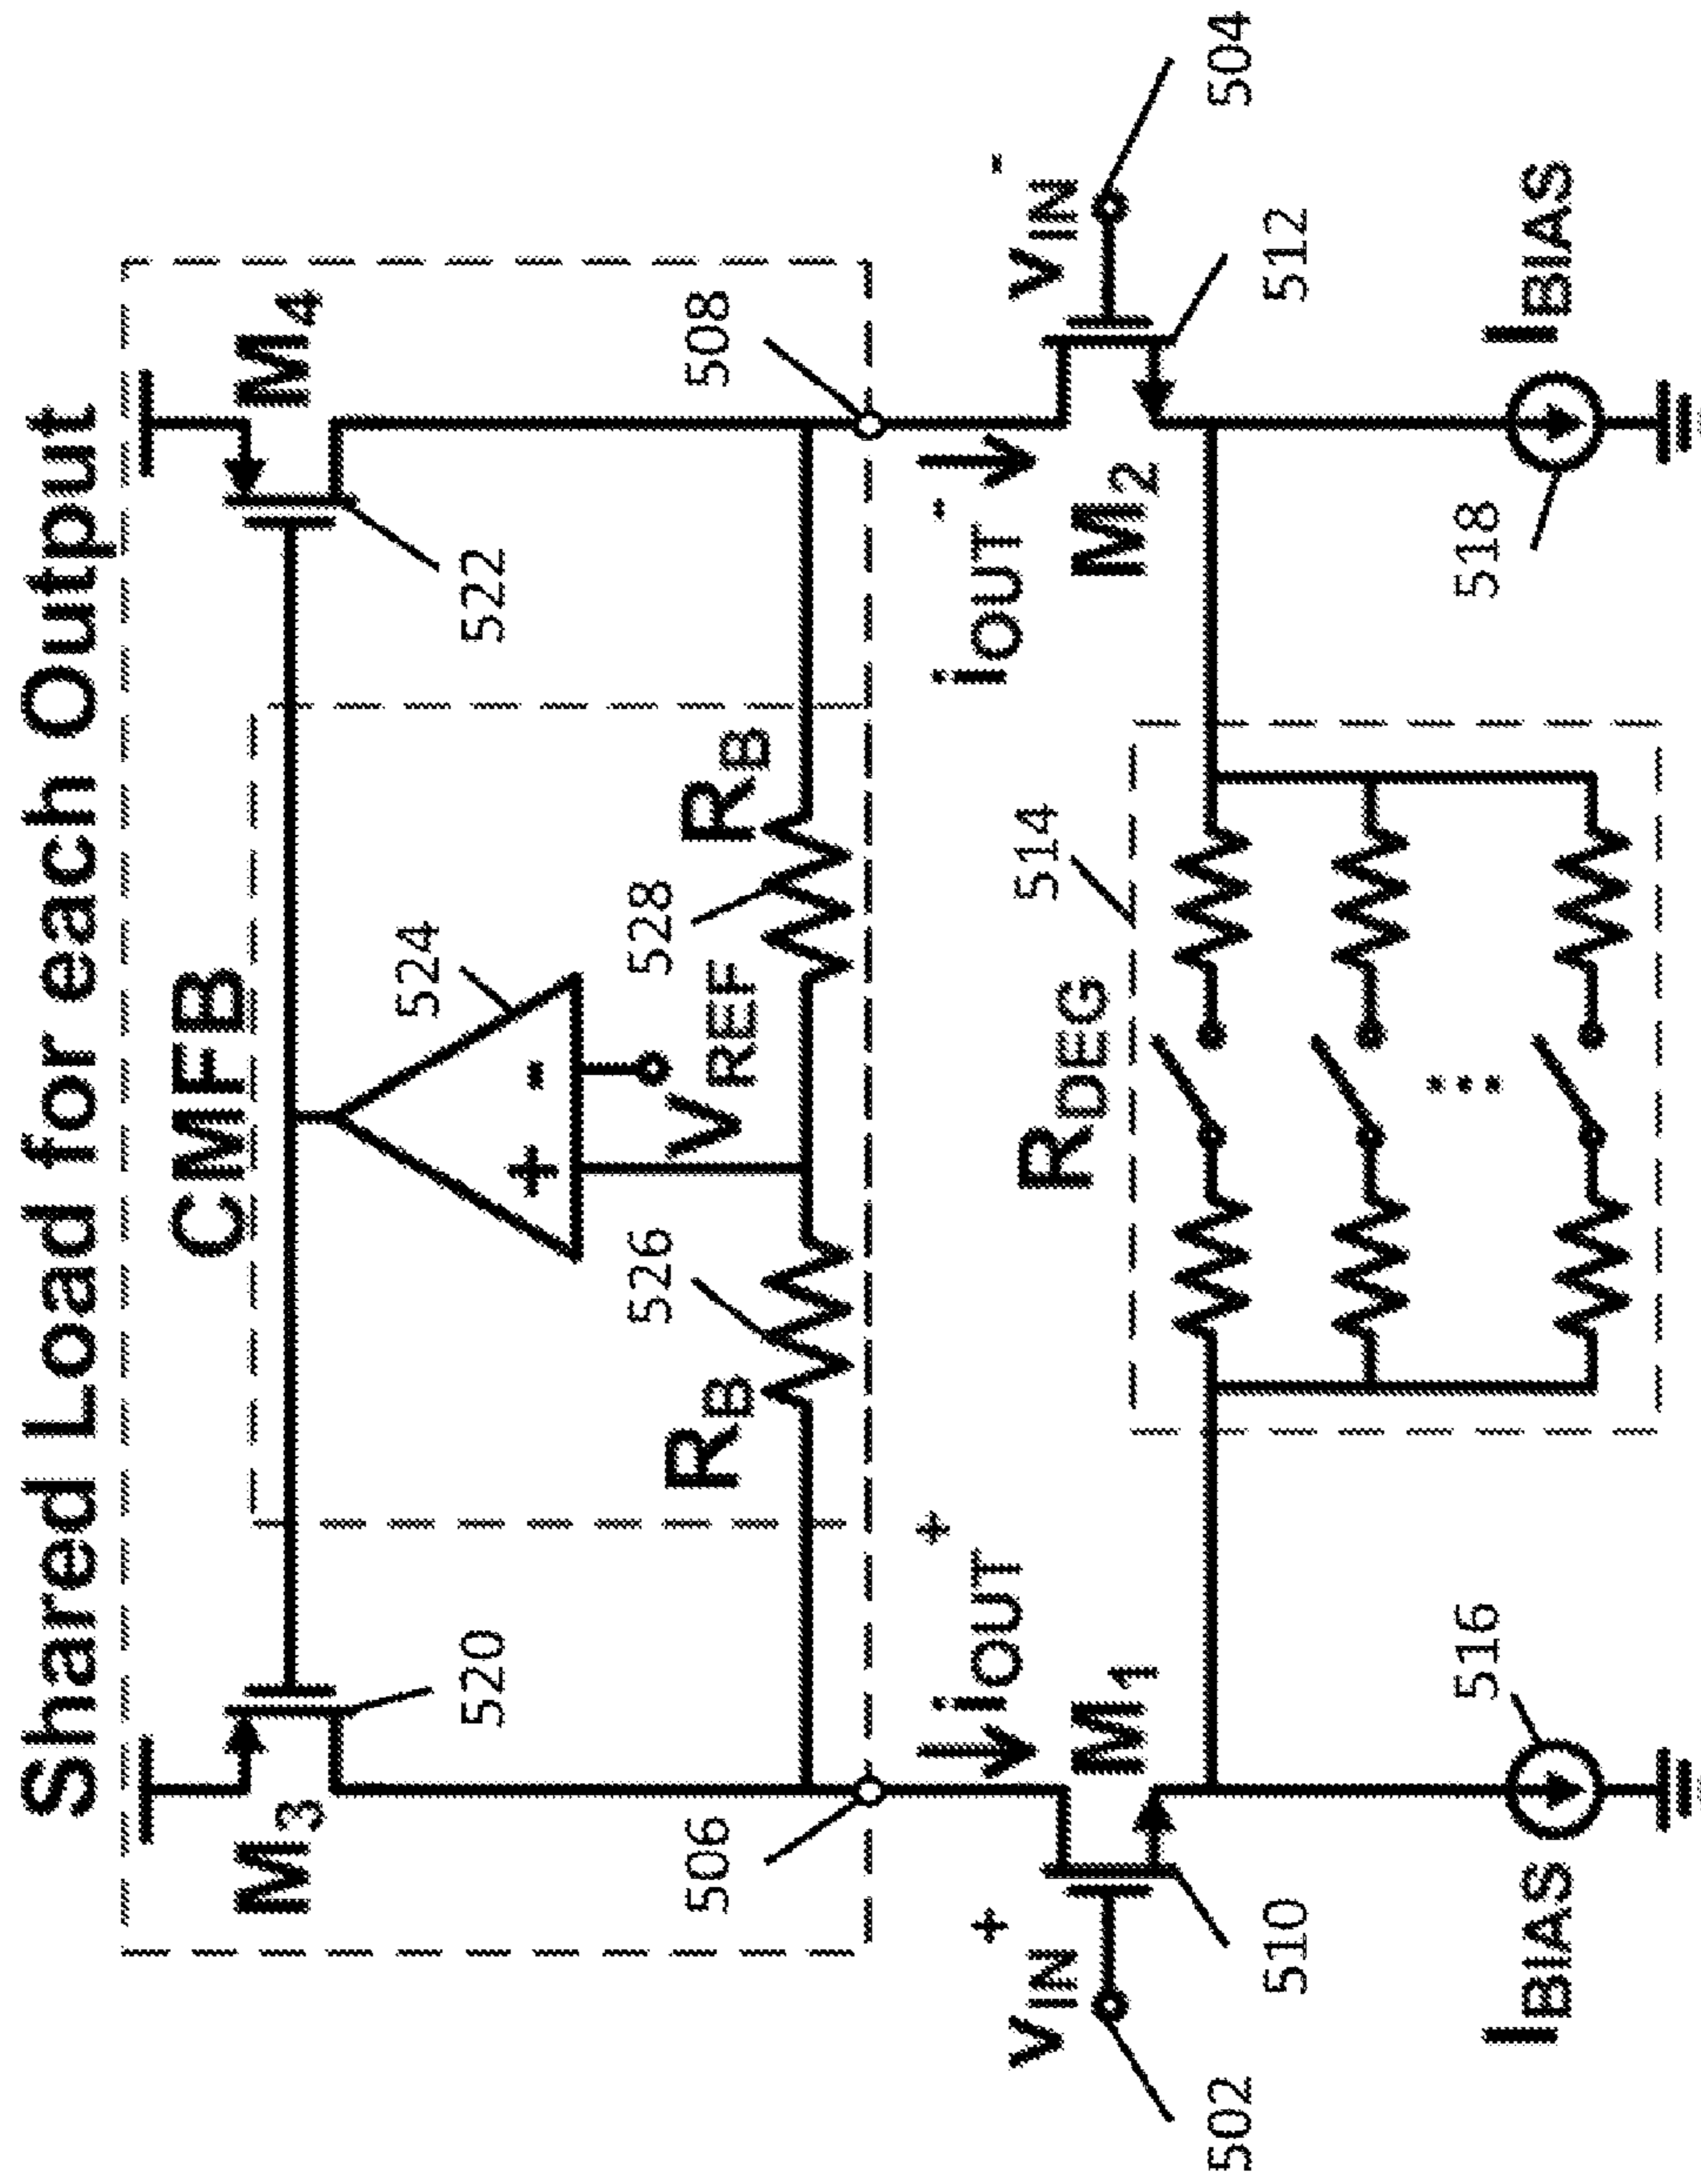 Shared Load for each Output
CMFB
M3
M4
520
522
524
506
RB
526
VREF
528
RB
508
+
-
iOUT+
iOUT-
VIN+
VIN-
502
504
510
M1
M2
512
RDEG
514
516
518
IBIAS
IBIAS